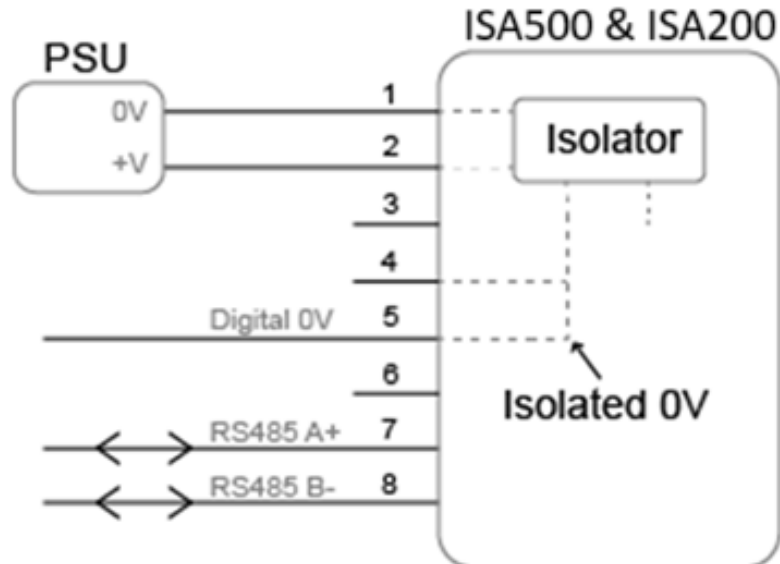 ISA500 & ISA200
PSU
0V
+V
1
2
Isolator
3
4
Digital 0V 5
6
Isolated 0V
RS485 A+ 7
RS485 B- 8